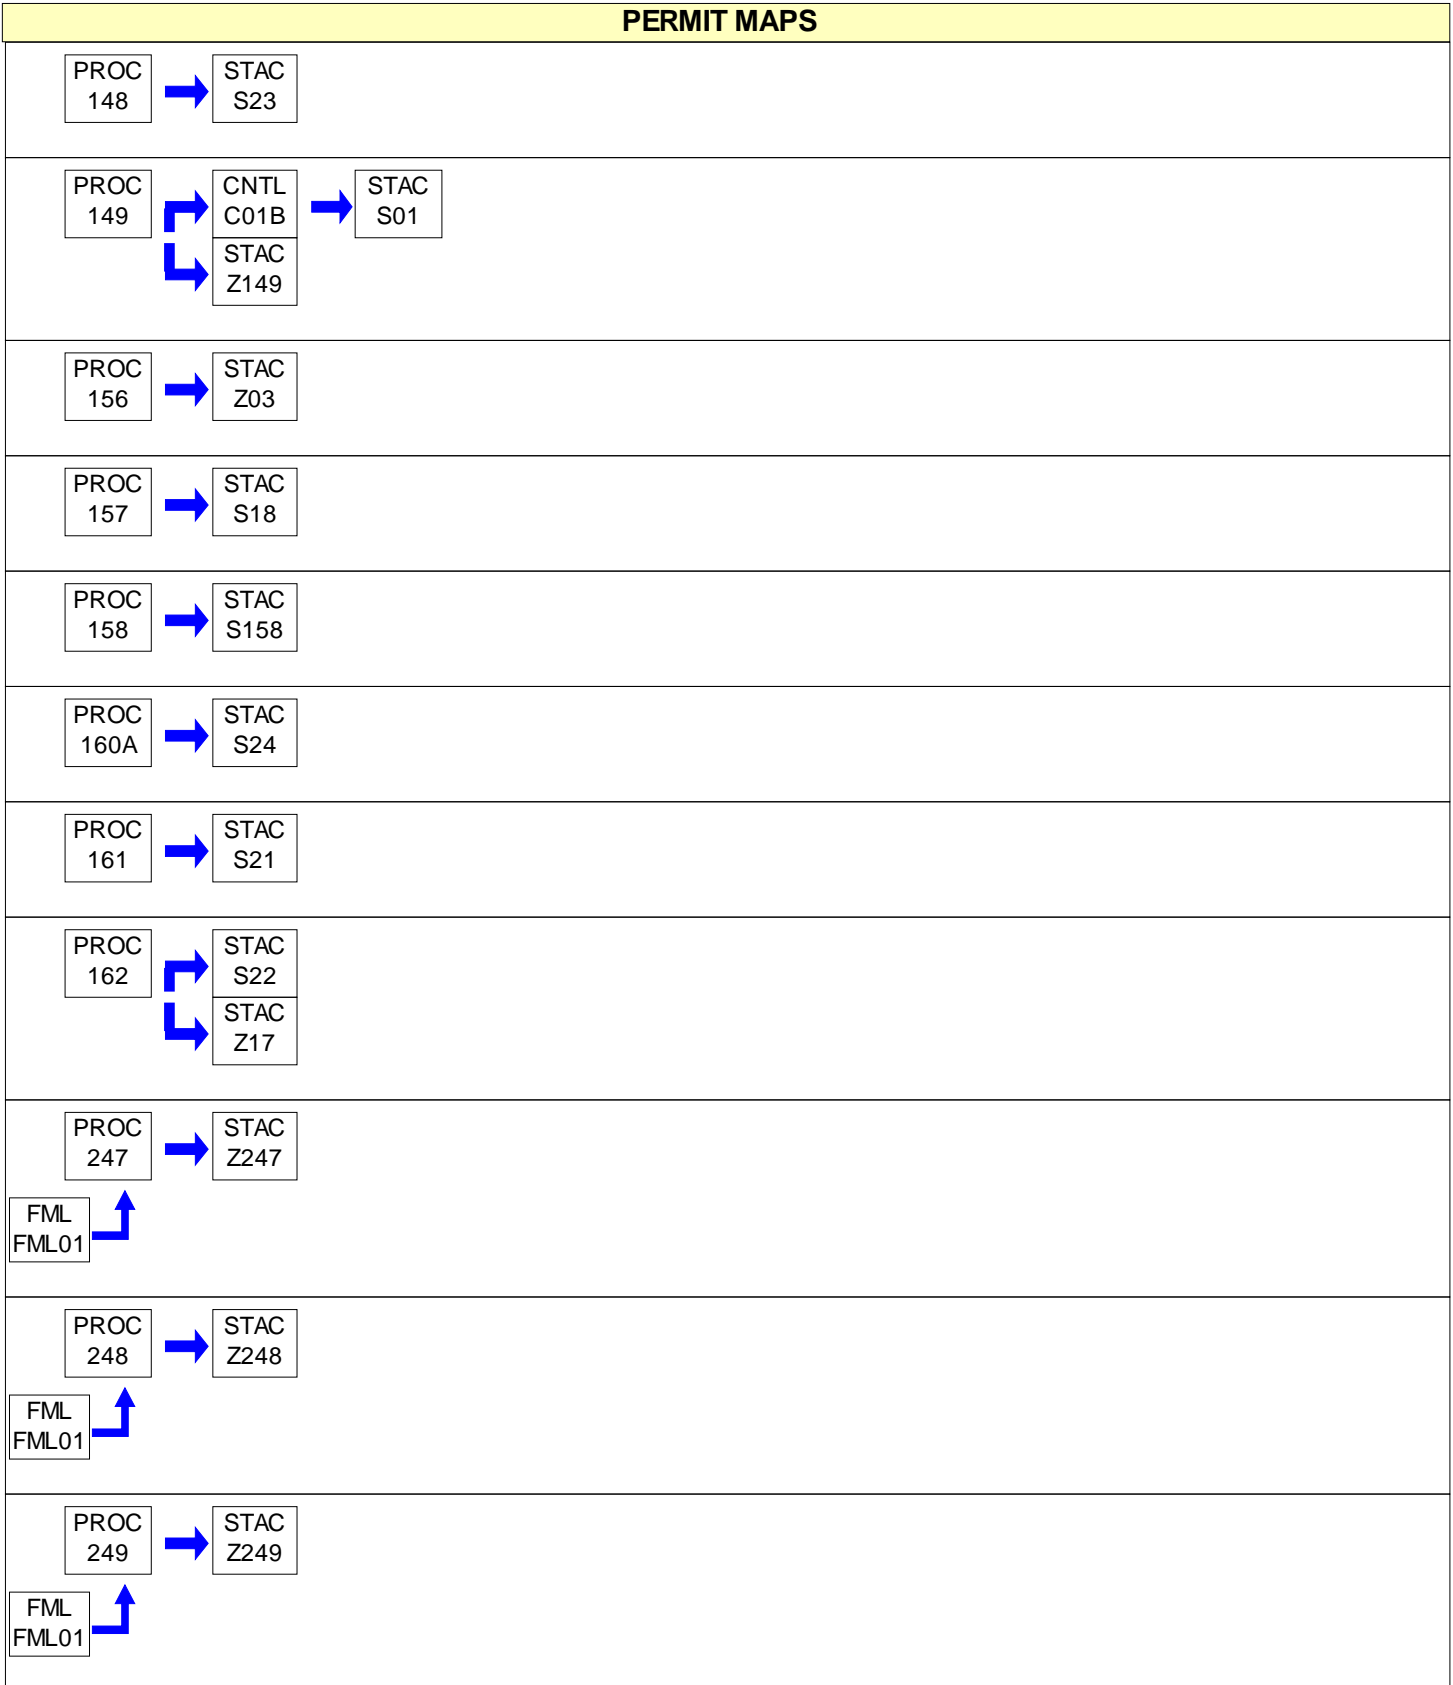 PERMIT MAPS
PROC
148
STAC
S23
PROC
149
CNTL
C01B
STAC
S01
STAC
Z149
PROC
156
STAC
Z03
PROC
157
STAC
S18
PROC
158
STAC
S158
PROC
160A
STAC
S24
PROC
161
STAC
S21
PROC
162
STAC
S22
STAC
Z17
PROC
247
STAC
Z247
FML
FML01
PROC
248
STAC
Z248
FML
FML01
PROC
249
STAC
Z249
FML
FML01